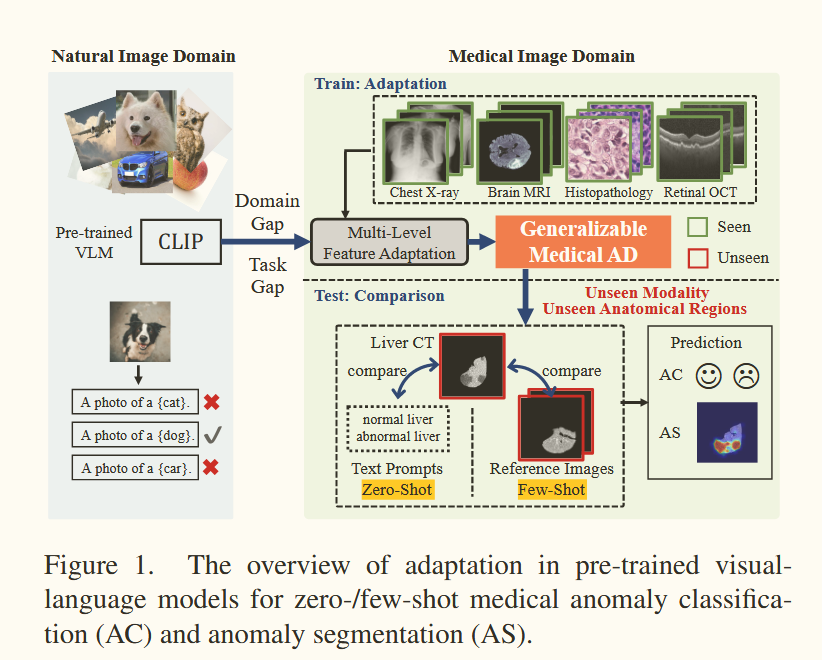 Natural Image Domain
Medical Image Domain
Train: Adaptation
Chest X-ray
Brain MRI
Histopathology
Retinal OCT
Pre-trained
VLM
CLIP
Domain
Gap
Task
Gap
Multi-Level
Feature Adaptation
Generalizable
Medical AD
Seen
Unseen
Test: Comparison
Unseen Modality
Unseen Anatomical Regions
A photo of a {cat}.
A photo of a {dog}.
A photo of a {car}.
Liver CT
compare
compare
normal liver
abnormal liver
Text Prompts
Zero-Shot
Reference Images
Few-Shot
Prediction
AC
AS
Figure 1. The overview of adaptation in pre-trained visual-
language models for zero-/few-shot medical anomaly classifica-
tion (AC) and anomaly segmentation (AS).